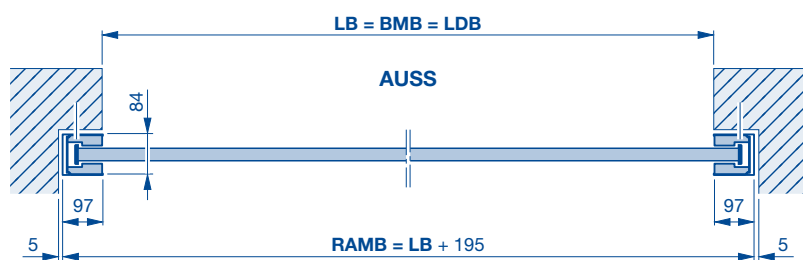 LB = BMB = LDB
AUSS
84
97
97
5
RAMB = LB + 195
5